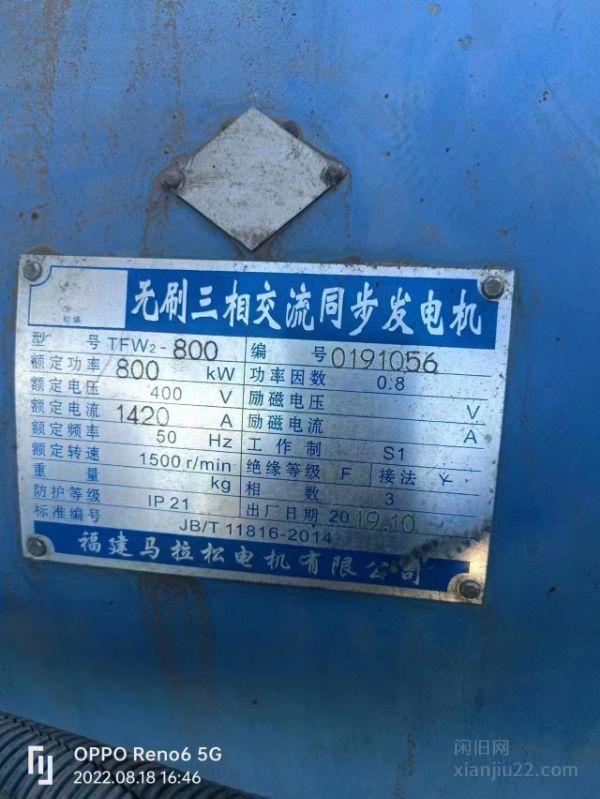 无刷三相交流同步发电机
型 号 TFW2-800 编 号 0191056
额定功率 800 kW 功率因数 0.8
额定电压 400 V 励磁电压 V
额定电流 1420 A 励磁电流 A
额定频率 50 Hz 工作制 S1
额定转速 1500r/min 绝缘等级 F 接法 Y
重 量 kg 相 数 3
防护等级 IP 21 出厂日期 2019.10
标准编号 JB/T 11816-2014
福建马拉松电机有限公司
OPPO Reno6 5G
2022.08.18 16:46
闲旧网
xianjiu22.com